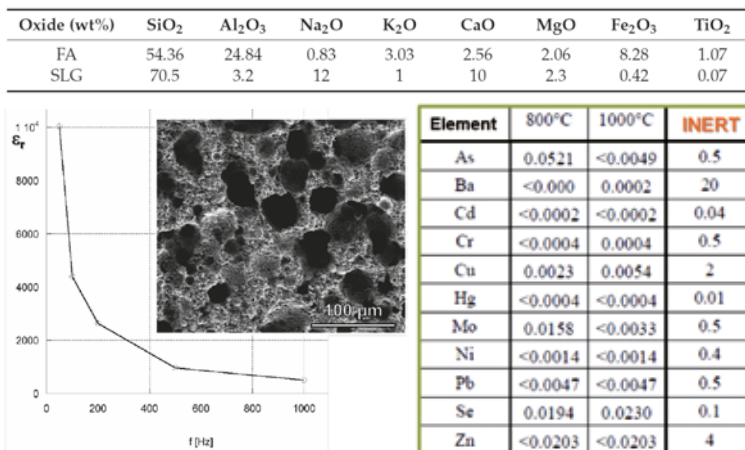 Oxide (wt%) SiO₂ Al₂O₃ Na₂O K₂O CaO MgO Fe₂O₃ TiO₂
FA 54.36 24.84 0.83 3.03 2.56 2.06 8.28 1.07
SLG 70.5 3.2 12 1 10 2.3 0.42 0.07
1 10⁴
εr
8000
6000
4000
2000
0
0 200 400 600 800 1000
f [Hz]
100 µm
Element 800°C 1000°C INERT
As 0.0521 <0.0049 0.5
Ba <0.000 0.0002 20
Cd <0.0002 <0.0002 0.04
Cr <0.0004 0.0004 0.5
Cu 0.0023 0.0054 2
Hg <0.0004 <0.0004 0.01
Mo 0.0158 <0.0033 0.5
Ni <0.0014 <0.0014 0.4
Pb <0.0047 <0.0047 0.5
Se 0.0194 0.0230 0.1
Zn <0.0203 <0.0203 4